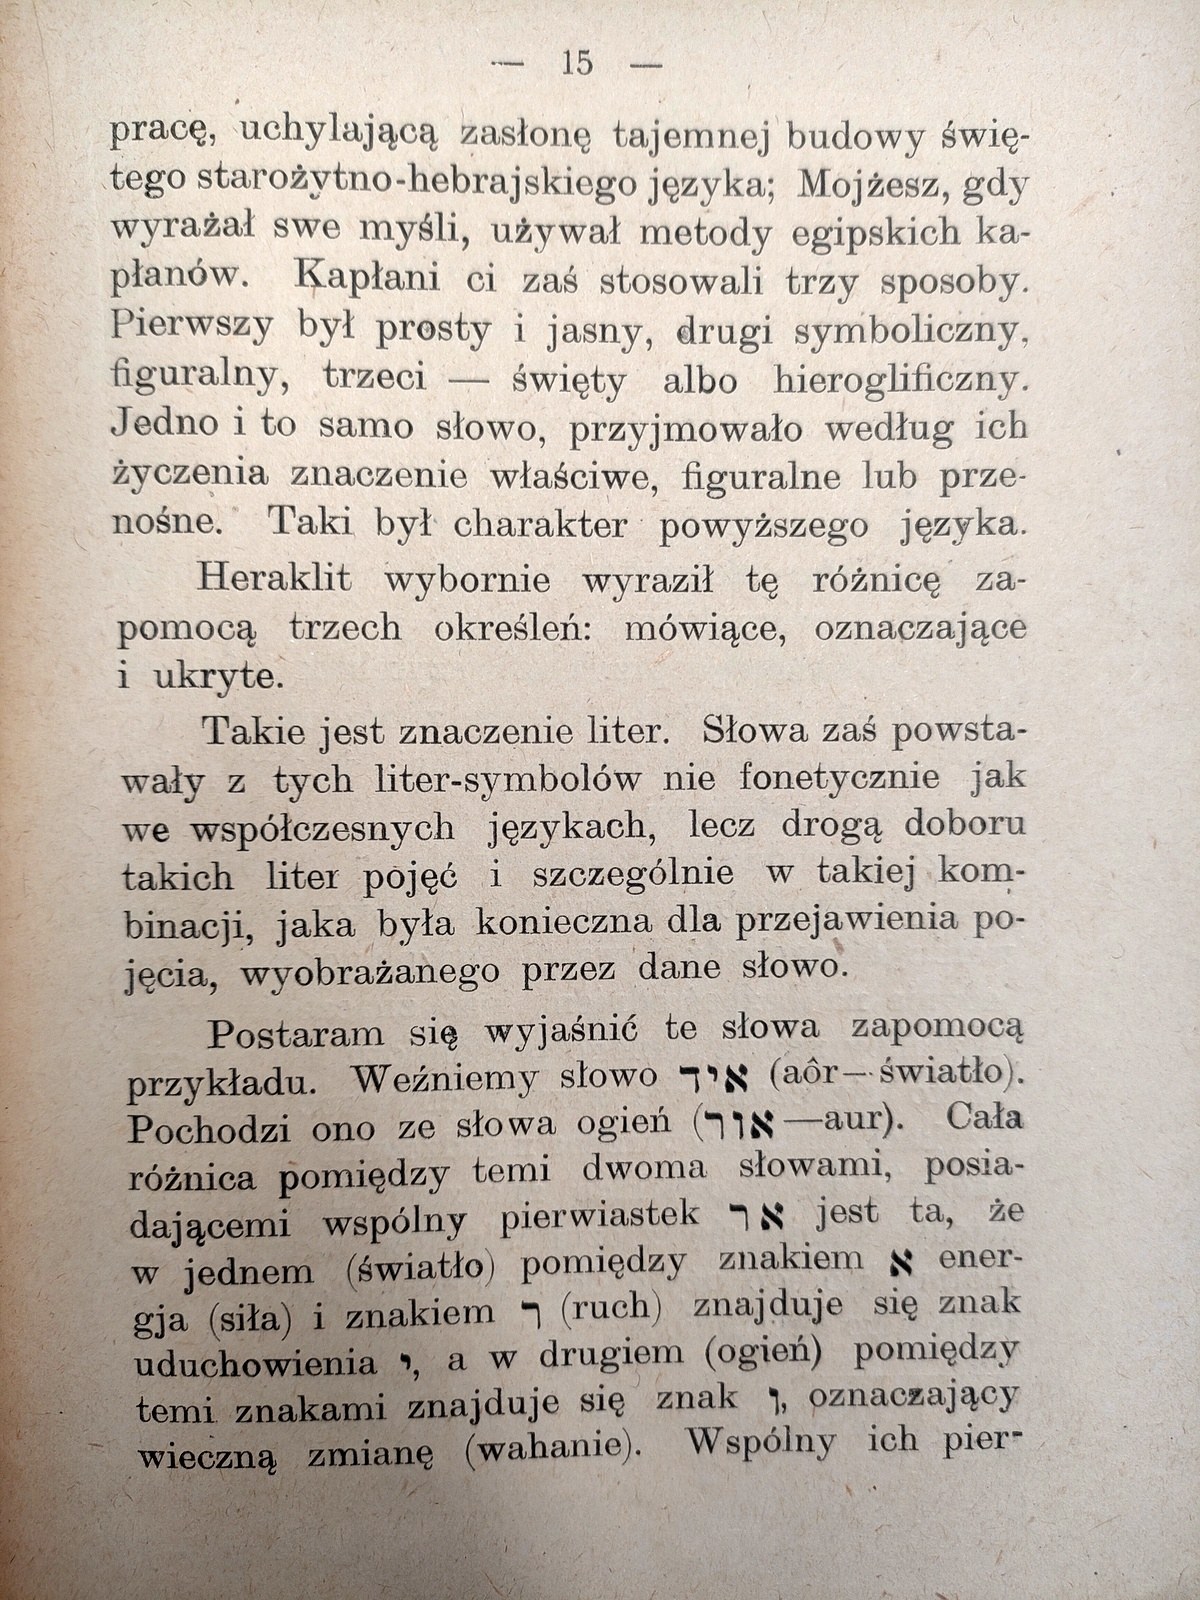 — 15 —
pracę, uchylającą zasłonę tajemnej budowy świę-
tego starożytno-hebrajskiego języka; Mojżesz, gdy
wyrażał swe myśli, używał metody egipskich ka-
płanów. Kapłani ci zaś stosowali trzy sposoby.
Pierwszy był prosty i jasny, drugi symboliczny,
figuralny, trzeci — święty albo hieroglificzny.
Jedno i to samo słowo, przyjmowało według ich
życzenia znaczenie właściwe, figuralne lub prze-
nośne. Taki był charakter powyższego języka.
Heraklit wybornie wyraził tę różnicę za-
pomocą trzech określeń: mówiące, oznaczające
i ukryte.
Takie jest znaczenie liter. Słowa zaś powsta-
wały z tych liter-symbolów nie fonetycznie jak
we współczesnych językach, lecz drogą doboru
takich liter pojęć i szczególnie w takiej kom-
binacji, jaka była konieczna dla przejawienia po-
jęcia, wyobrażanego przez dane słowo.
Postaram się wyjaśnić te słowa zapomocą
przykładu. Weźniemy słowo איר (aôr—światło).
Pochodzi ono ze słowa ogień (אור—aur). Cała
różnica pomiędzy temi dwoma słowami, posia-
dającemi wspólny pierwiastek אר jest ta, że
w jednem (światło) pomiędzy znakiem א ener-
gja (siła) i znakiem ר (ruch) znajduje się znak
uduchowienia י, a w drugiem (ogień) pomiędzy
temi znakami znajduje się znak ו, oznaczający
wieczną zmianę (wahanie). Wspólny ich pier-